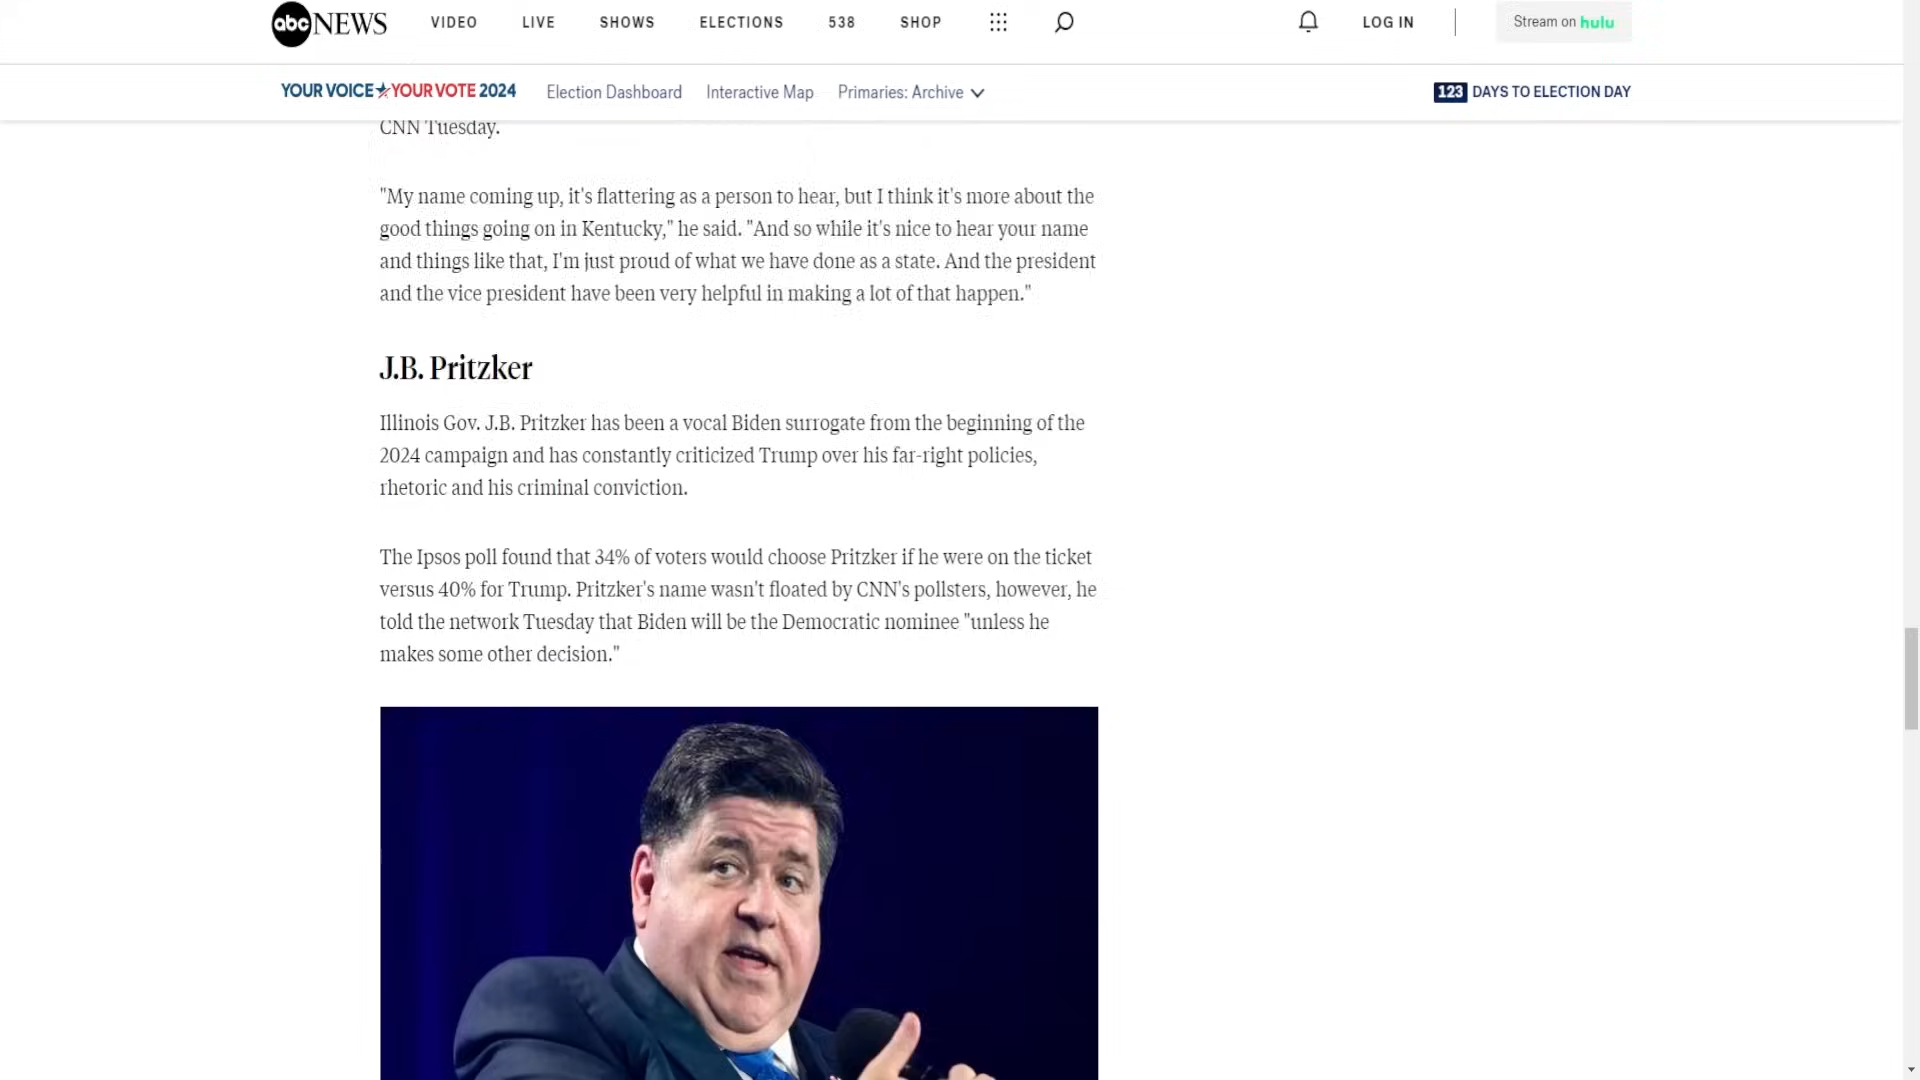 abc NEWS VIDEO LIVE SHOWS ELECTIONS 538 SHOP LOG IN Stream on hulu
YOUR VOICE YOUR VOTE 2024 Election Dashboard Interactive Map Primaries: Archive 123 DAYS TO ELECTION DAY
CNN Tuesday.
"My name coming up, it's flattering as a person to hear, but I think it's more about the
good things going on in Kentucky," he said. "And so while it's nice to hear your name
and things like that, I'm just proud of what we have done as a state. And the president
and the vice president have been very helpful in making a lot of that happen."
J.B. Pritzker
Illinois Gov. J.B. Pritzker has been a vocal Biden surrogate from the beginning of the
2024 campaign and has constantly criticized Trump over his far-right policies,
rhetoric and his criminal conviction.
The Ipsos poll found that 34% of voters would choose Pritzker if he were on the ticket
versus 40% for Trump. Pritzker's name wasn't floated by CNN's pollsters, however, he
told the network Tuesday that Biden will be the Democratic nominee "unless he
makes some other decision."